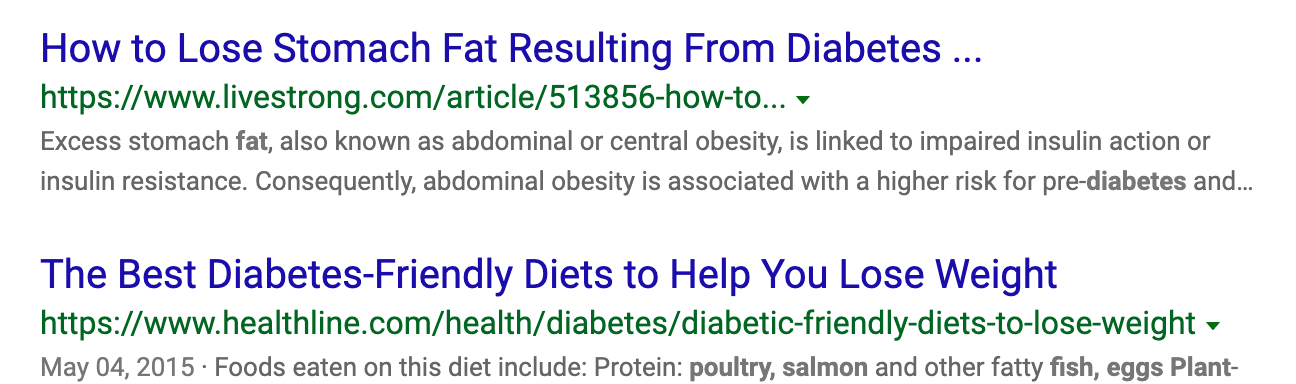 How to Lose Stomach Fat Resulting From Diabetes ...
https://www.livestrong.com/article/513856-how-to...
Excess stomach fat, also known as abdominal or central obesity, is linked to impaired insulin action or
insulin resistance. Consequently, abdominal obesity is associated with a higher risk for pre-diabetes and...
The Best Diabetes-Friendly Diets to Help You Lose Weight
https://www.healthline.com/health/diabetes/diabetic-friendly-diets-to-lose-weight
May 04, 2015 · Foods eaten on this diet include: Protein: poultry, salmon and other fatty fish, eggs Plant-